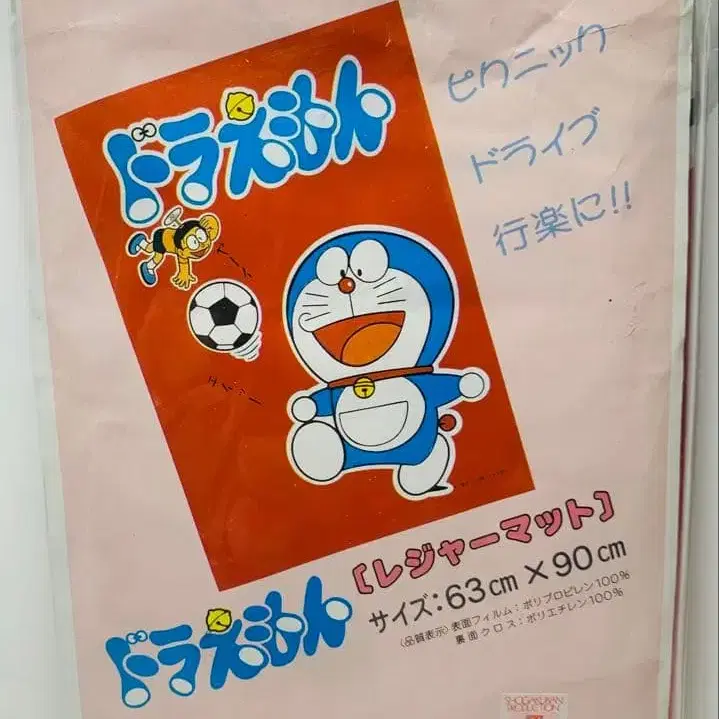 ドラえもん
ピクニック
ドライブ
行楽に!!
[レジャーマット]
サイズ:63cm×90cm
〈品質表示〉表面フィルム:ポリプロピレン100%
裏面クロス:ポリエチレン100%
ドラえもん
SHOGAKUKAN
PRODUCTION